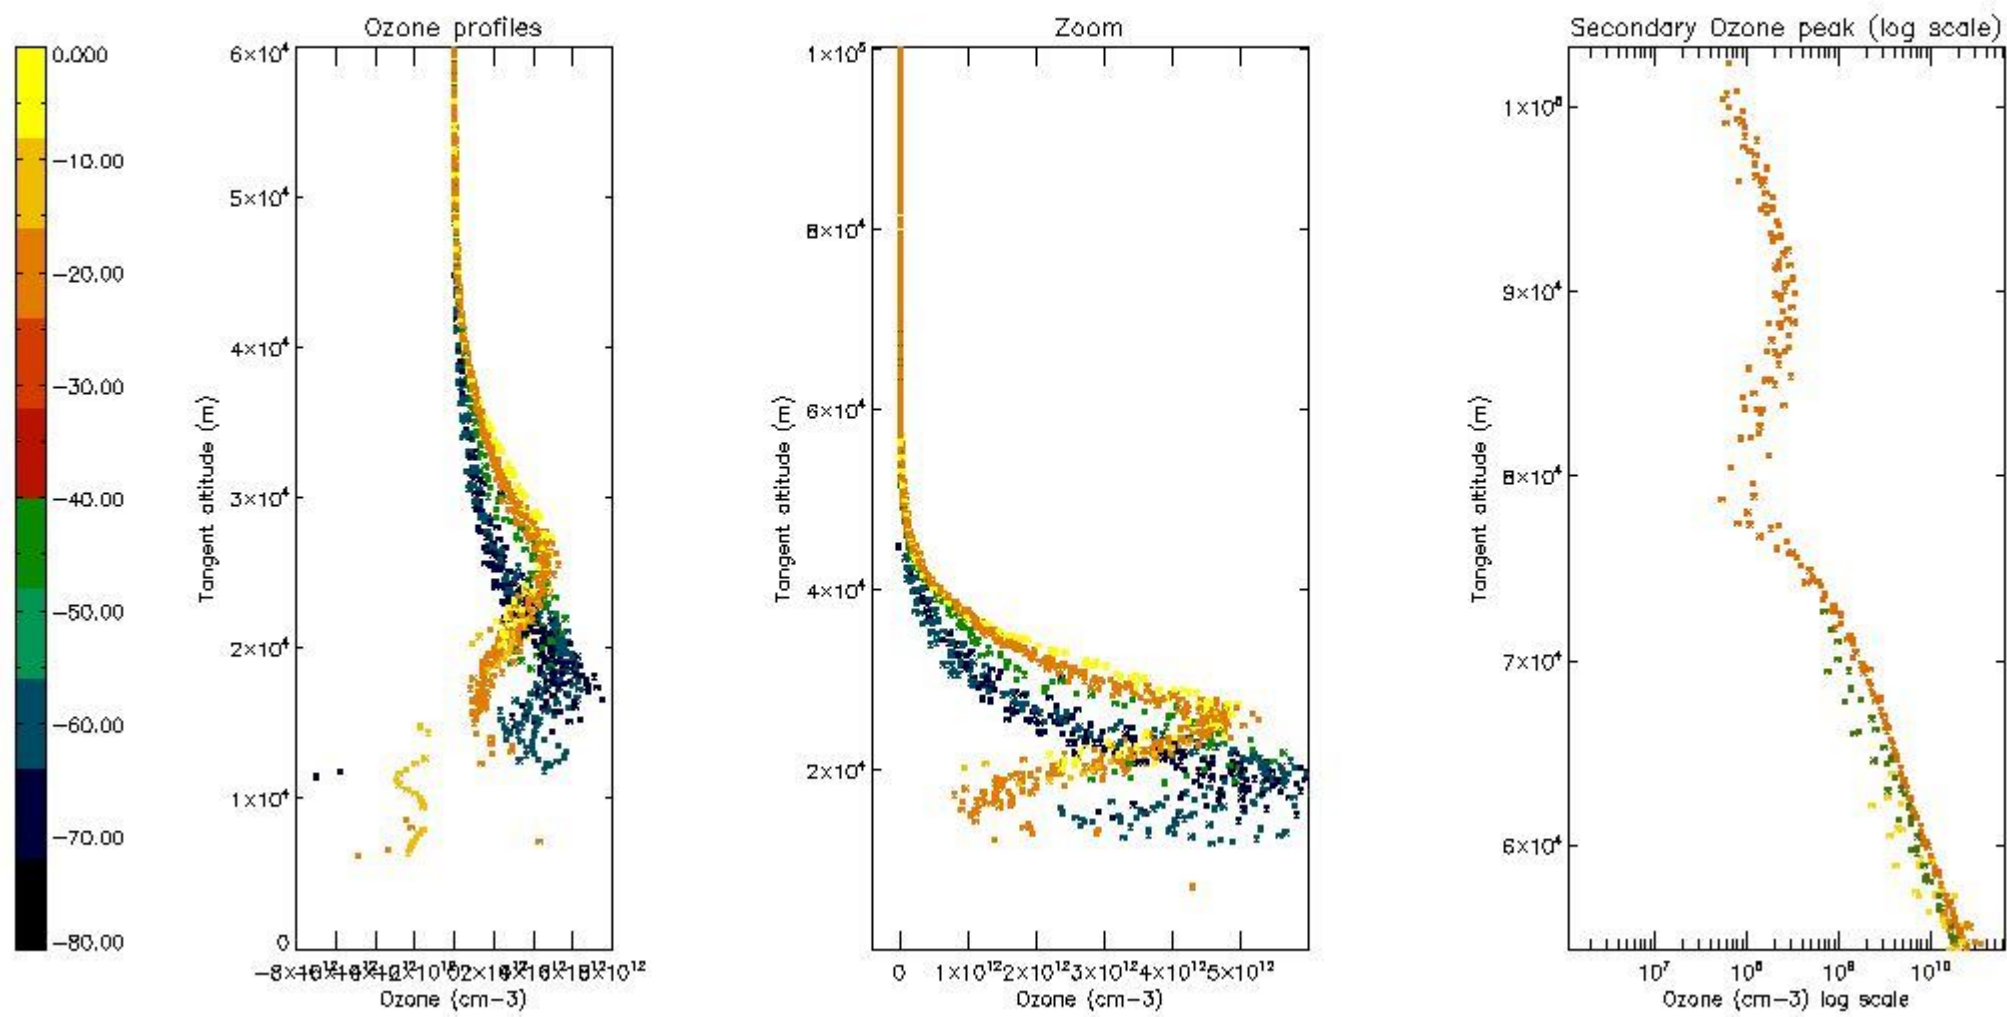 Ozone profiles
Zoom
Secondary Ozone peak (log scale)
0.000
−10.00
−20.00
−30.00
−40.00
−50.00
−60.00
−70.00
−80.00
6×10⁴
5×10⁴
4×10⁴
3×10⁴
2×10⁴
1×10⁴
0
Tangent altitude (m)
Ozone (cm−3)
1×10⁵
8×10⁴
6×10⁴
4×10⁴
2×10⁴
Tangent altitude (m)
0 1×10¹² 2×10¹² 3×10¹² 4×10¹² 5×10¹²
Ozone (cm−3)
1×10⁵
9×10⁴
8×10⁴
7×10⁴
6×10⁴
Tangent altitude (m)
10⁷ 10⁸ 10⁹ 10¹⁰
Ozone (cm−3) log scale